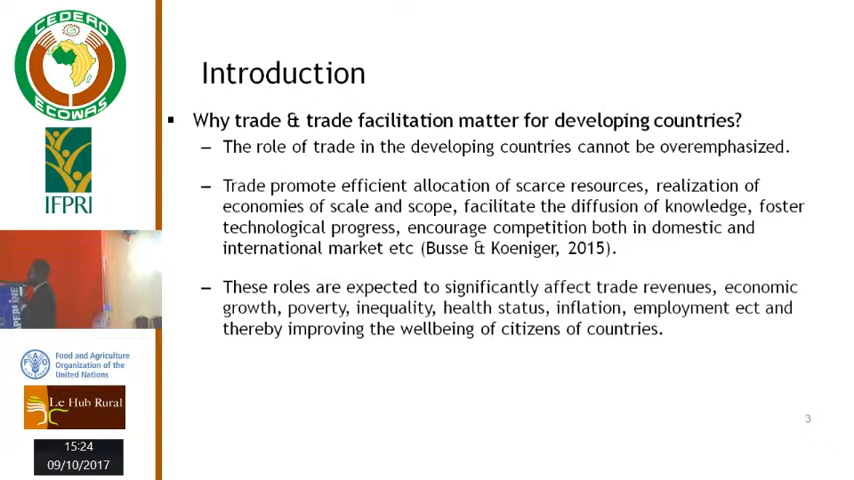 CEDEAO
ECOWAS
IFPRI
Food and Agriculture
Organization of the
United Nations
Le Hub Rural
15:24
09/10/2017
Introduction
▪ Why trade & trade facilitation matter for developing countries?
– The role of trade in the developing countries cannot be overemphasized.
– Trade promote efficient allocation of scarce resources, realization of
economies of scale and scope, facilitate the diffusion of knowledge, foster
technological progress, encourage competition both in domestic and
international market etc (Busse & Koeniger, 2015).
– These roles are expected to significantly affect trade revenues, economic
growth, poverty, inequality, health status, inflation, employment ect and
thereby improving the wellbeing of citizens of countries.
3